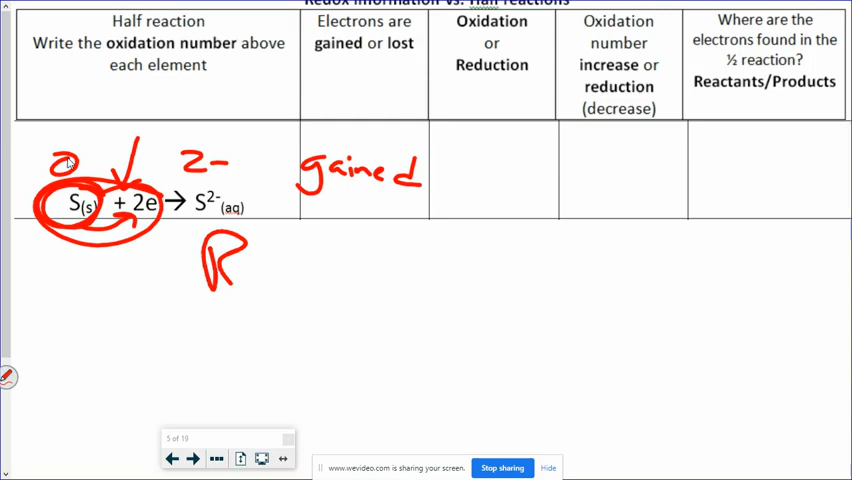 Redox Information vs. Half reactions
Half reaction
Write the oxidation number above
each element
Electrons are
gained or lost
Oxidation
or
Reduction
Oxidation
number
increase or
reduction
(decrease)
Where are the
electrons found in the
½ reaction?
Reactants/Products
0 2-
S(s) + 2e → S²⁻(aq)
gained
R
5 of 19
www.wevideo.com is sharing your screen.
Stop sharing
Hide